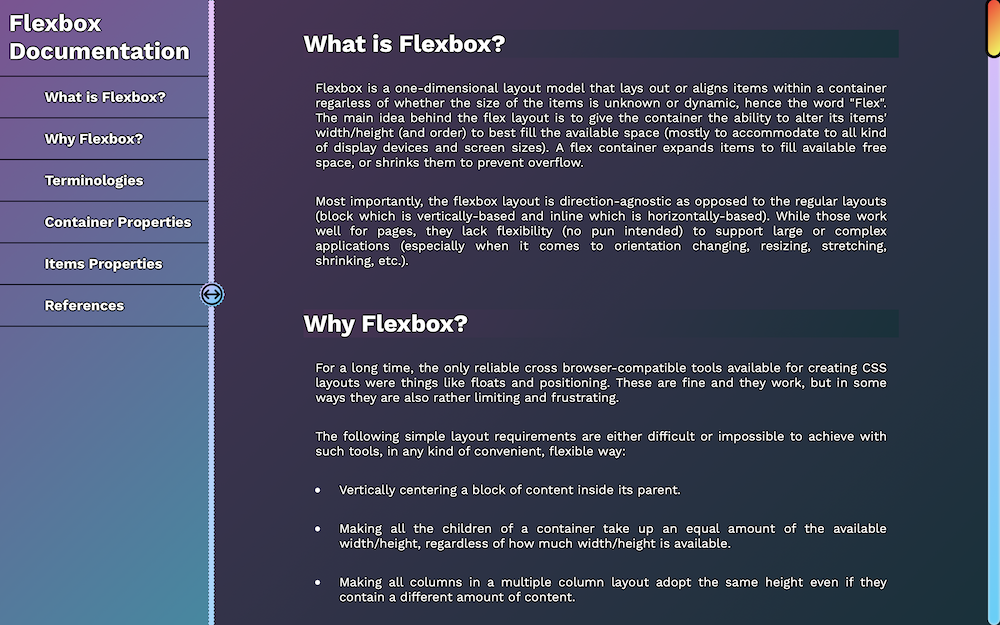 Flexbox
Documentation
What is Flexbox?
Why Flexbox?
Terminologies
Container Properties
Items Properties
References
What is Flexbox?
Flexbox is a one-dimensional layout model that lays out or aligns items within a container
regarless of whether the size of the items is unknown or dynamic, hence the word "Flex".
The main idea behind the flex layout is to give the container the ability to alter its items'
width/height (and order) to best fill the available space (mostly to accommodate to all kind
of display devices and screen sizes). A flex container expands items to fill available free
space, or shrinks them to prevent overflow.
Most importantly, the flexbox layout is direction-agnostic as opposed to the regular layouts
(block which is vertically-based and inline which is horizontally-based). While those work
well for pages, they lack flexibility (no pun intended) to support large or complex
applications (especially when it comes to orientation changing, resizing, stretching,
shrinking, etc.).
Why Flexbox?
For a long time, the only reliable cross browser-compatible tools available for creating CSS
layouts were things like floats and positioning. These are fine and they work, but in some
ways they are also rather limiting and frustrating.
The following simple layout requirements are either difficult or impossible to achieve with
such tools, in any kind of convenient, flexible way:
• Vertically centering a block of content inside its parent.
• Making all the children of a container take up an equal amount of the available
width/height, regardless of how much width/height is available.
• Making all columns in a multiple column layout adopt the same height even if they
contain a different amount of content.